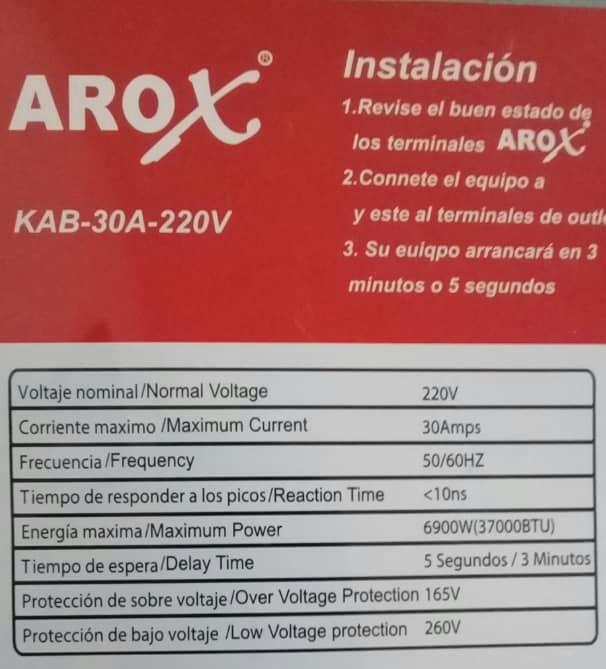 AROX®
KAB-30A-220V
Instalación
1.Revise el buen estado de
los terminales AROX
2.Connete el equipo a
y este al terminales de
3. Su euiqpo arrancará en 3
minutos o 5 segundos
Voltaje nominal/Normal Voltage 220V
Corriente maximo /Maximum Current 30Amps
Frecuencia /Frequency 50/60HZ
Tiempo de responder a los picos/Reaction Time <10ns
Energía maxima/Maximum Power 6900W(37000BTU)
Tiempo de espera/Delay Time 5 Segundos / 3 Minutos
Protección de sobre voltaje/Over Voltage Protection 165V
Protección de bajo voltaje /Low Voltage protection 260V